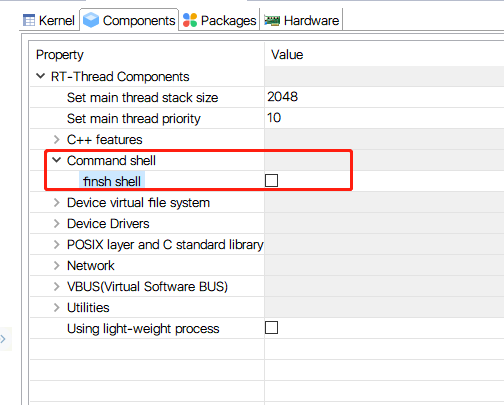 Kernel Components Packages Hardware
Property Value
RT-Thread Components
Set main thread stack size 2048
Set main thread priority 10
C++ features
Command shell
finsh shell
Device virtual file system
Device Drivers
POSIX layer and C standard library
Network
VBUS(Virtual Software BUS)
Utilities
Using light-weight process